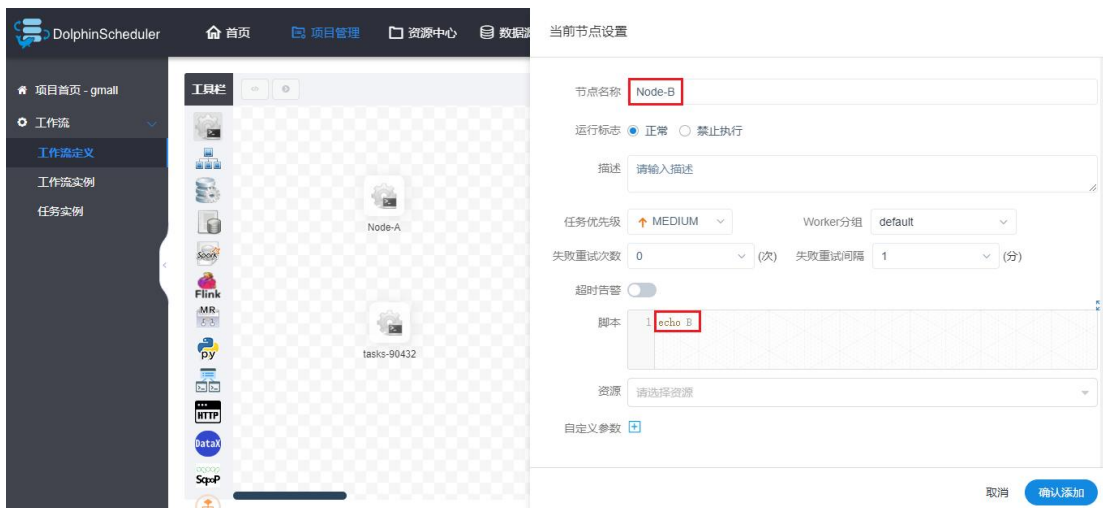 DolphinScheduler
首页
项目管理
资源中心
数据源
项目首页 - gmall
工作流
工作流定义
工作流实例
任务实例
工具栏
Node-A
tasks-90432
Spark
Flink
MR
py
HTTP
DataX
Sqoop
当前节点设置
节点名称 Node-B
运行标志 正常 禁止执行
描述 请输入描述
任务优先级 MEDIUM Worker分组 default
失败重试次数 0 (次) 失败重试间隔 1 (分)
超时告警
脚本 1 echo B
资源 请选择资源
自定义参数
取消 确认添加